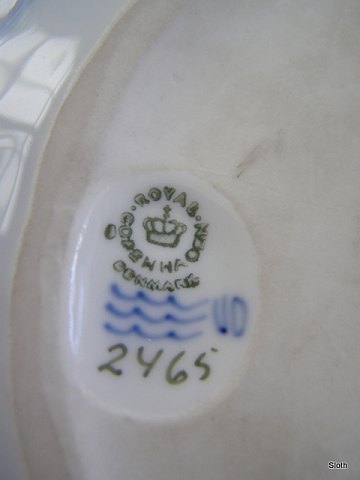 ROYAL COPENHAGEN
DENMARK
2465
Sloth